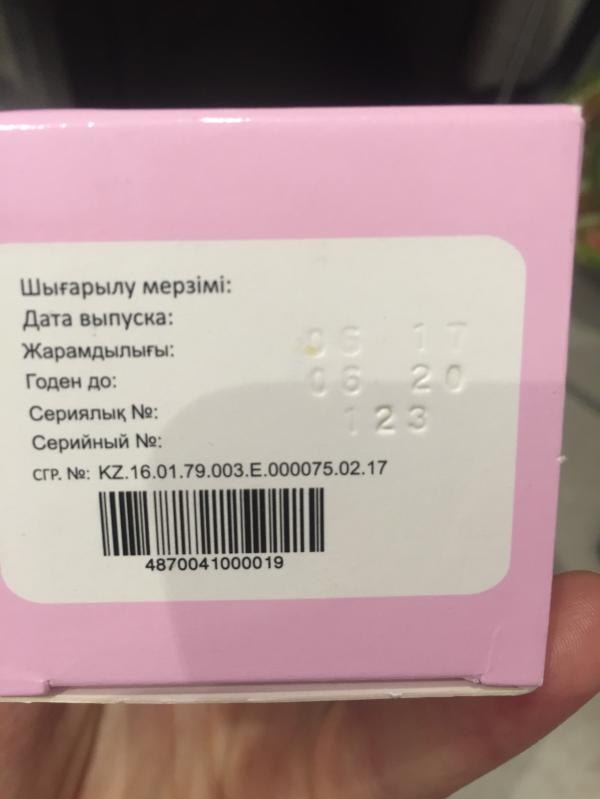 Шығарылу мерзімі:
Дата выпуска:
Жарамдылығы: 06 17
Годен до: 06 20
Сериялық №: 123
Серийный №:
СГР. №: KZ.16.01.79.003.E.000075.02.17
4870041000019